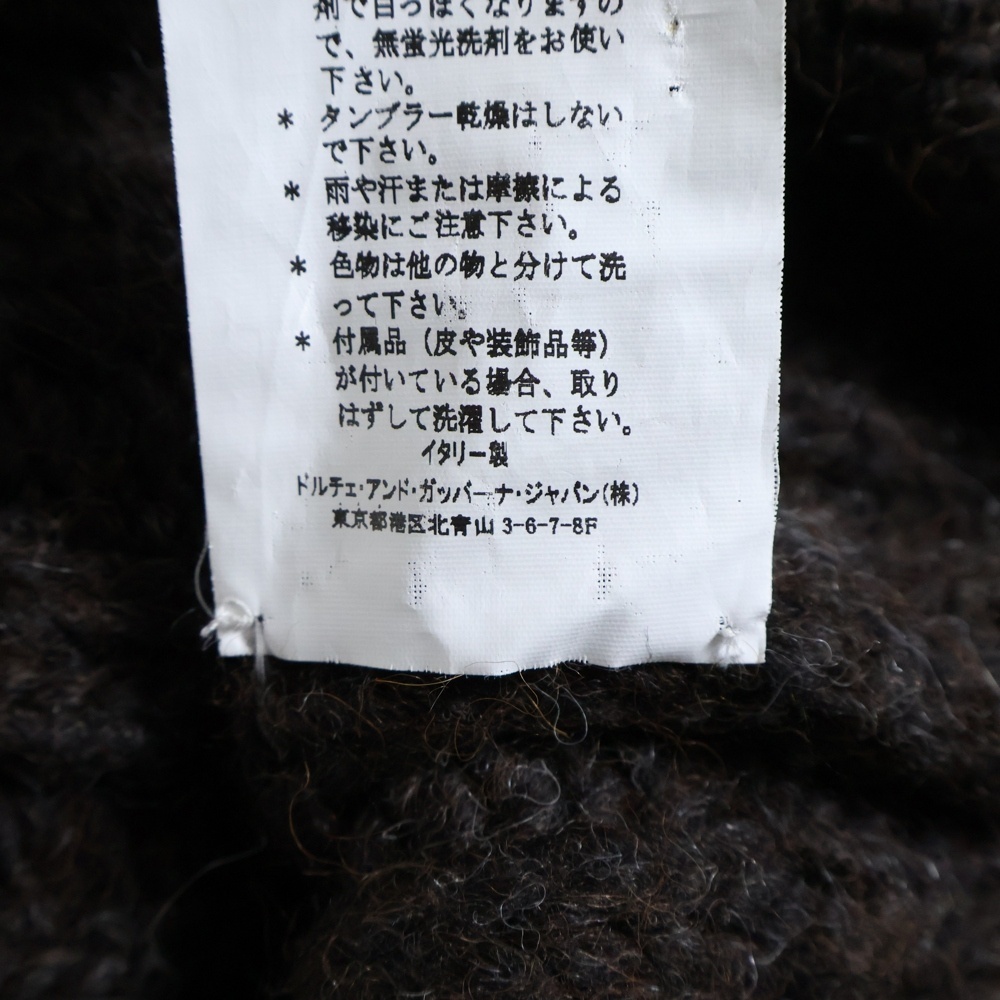 剤で白っぽくなりますの
で、無蛍光洗剤をお使い
下さい。
* タンブラー乾燥はしない
で下さい。
* 雨や汗または摩擦による
移染にご注意下さい。
* 色物は他の物と分けて洗
って下さい。
* 付属品(皮や装飾品等)
が付いている場合、取り
はずして洗濯して下さい。
イタリー製
ドルチェ・アンド・ガッバーナ・ジャパン(株)
東京都港区北青山 3-6-7-8F